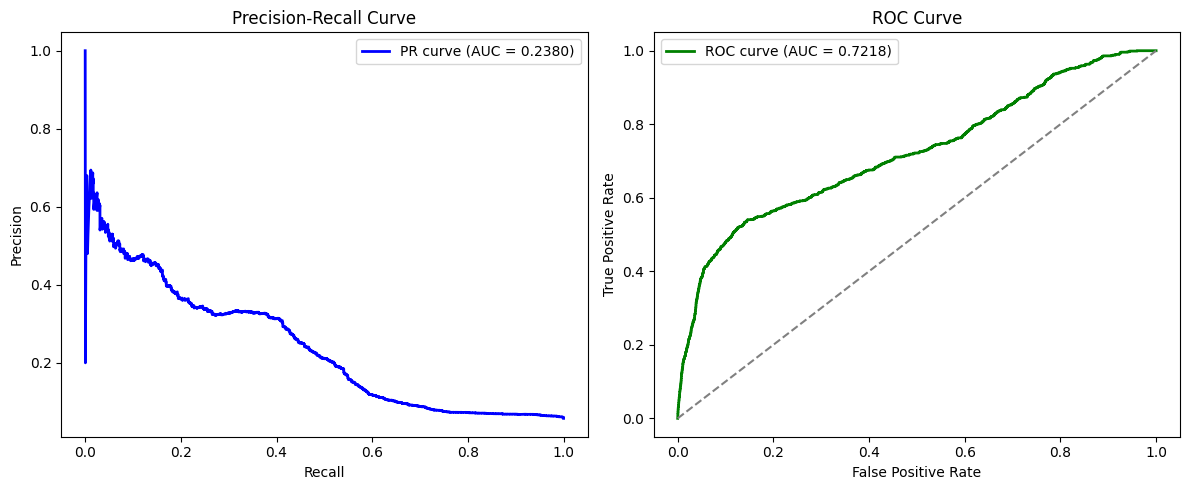 Precision-Recall Curve
PR curve (AUC = 0.2380)
1.0
0.8
0.6
0.4
0.2
Precision
0.0 0.2 0.4 0.6 0.8 1.0
Recall
ROC Curve
ROC curve (AUC = 0.7218)
1.0
0.8
0.6
0.4
0.2
0.0
True Positive Rate
0.0 0.2 0.4 0.6 0.8 1.0
False Positive Rate